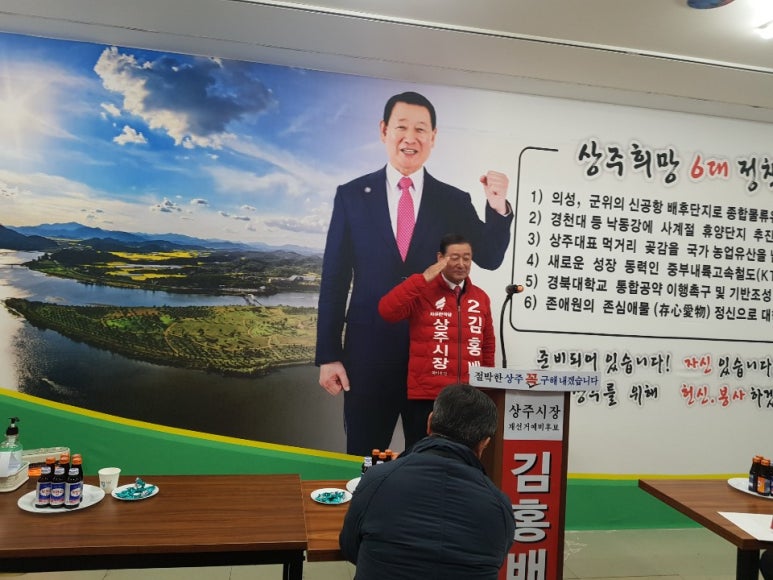 상주희망 6대 정책
1) 의성, 군위의 신공항 배후단지로 종합물류
2) 경천대 등 낙동강에 사계절 휴양단지 추진
3) 상주대표 먹거리 곶감을 국가 농업유산을
4) 새로운 성장 동력인 중부내륙고속철도(KT
5) 경북대학교 통합공약 이행촉구 및 기반조성
6) 존애원의 존심애물(存心愛物) 정신으로
준비되어 있습니다! 자신 있습니다
를 위해 헌신.봉사 하겠
자유한국당
상주시장
2 김홍배
절박한 상주 꼭 구해내겠습니다
상주시장
재선거예비후보
김홍배